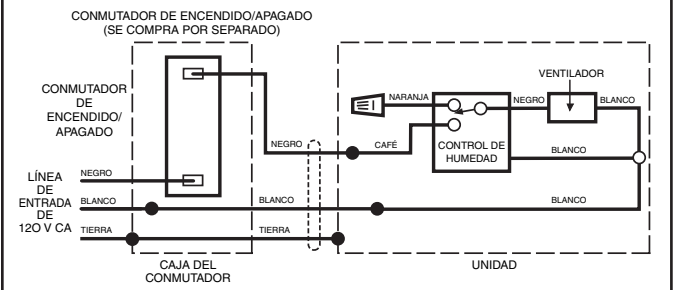 CONMUTADOR DE ENCENDIDO/APAGADO
(SE COMPRA POR SEPARADO)
CONMUTADOR
DE
ENCENDIDO/
APAGADO
NEGRO
LÍNEA
DE
ENTRADA
DE
12O V CA
NEGRO
BLANCO
TIERRA
BLANCO
TIERRA
CAJA DEL
CONMUTADOR
NARANJA
CAFÉ
CONTROL DE
HUMEDAD
NEGRO
VENTILADOR
BLANCO
BLANCO
BLANCO
UNIDAD